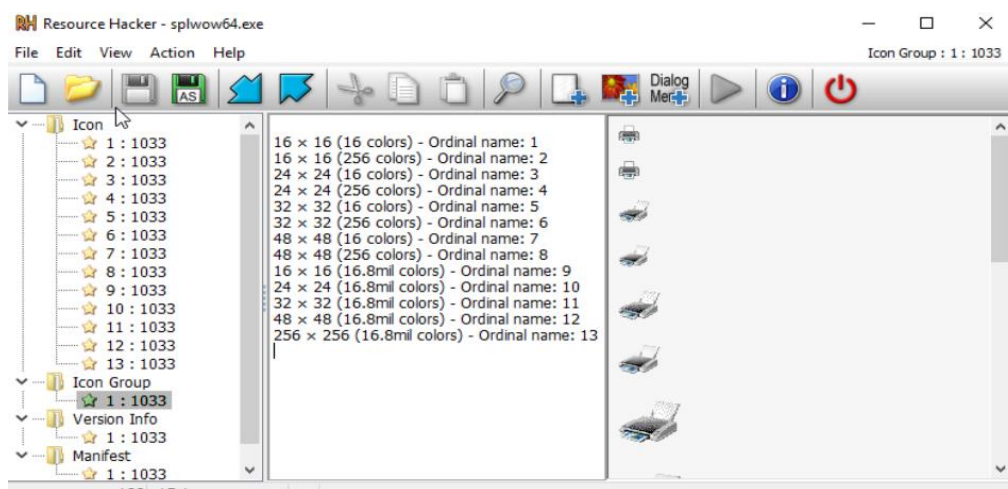 Resource Hacker - splwow64.exe
File Edit View Action Help
Icon Group : 1 : 1033
AS
Dialog
Mem
Icon
1 : 1033
2 : 1033
3 : 1033
4 : 1033
5 : 1033
6 : 1033
7 : 1033
8 : 1033
9 : 1033
10 : 1033
11 : 1033
12 : 1033
13 : 1033
Icon Group
1 : 1033
Version Info
1 : 1033
Manifest
1 : 1033
16 × 16 (16 colors) - Ordinal name: 1
16 × 16 (256 colors) - Ordinal name: 2
24 × 24 (16 colors) - Ordinal name: 3
24 × 24 (256 colors) - Ordinal name: 4
32 × 32 (16 colors) - Ordinal name: 5
32 × 32 (256 colors) - Ordinal name: 6
48 × 48 (16 colors) - Ordinal name: 7
48 × 48 (256 colors) - Ordinal name: 8
16 × 16 (16.8mil colors) - Ordinal name: 9
24 × 24 (16.8mil colors) - Ordinal name: 10
32 × 32 (16.8mil colors) - Ordinal name: 11
48 × 48 (16.8mil colors) - Ordinal name: 12
256 × 256 (16.8mil colors) - Ordinal name: 13